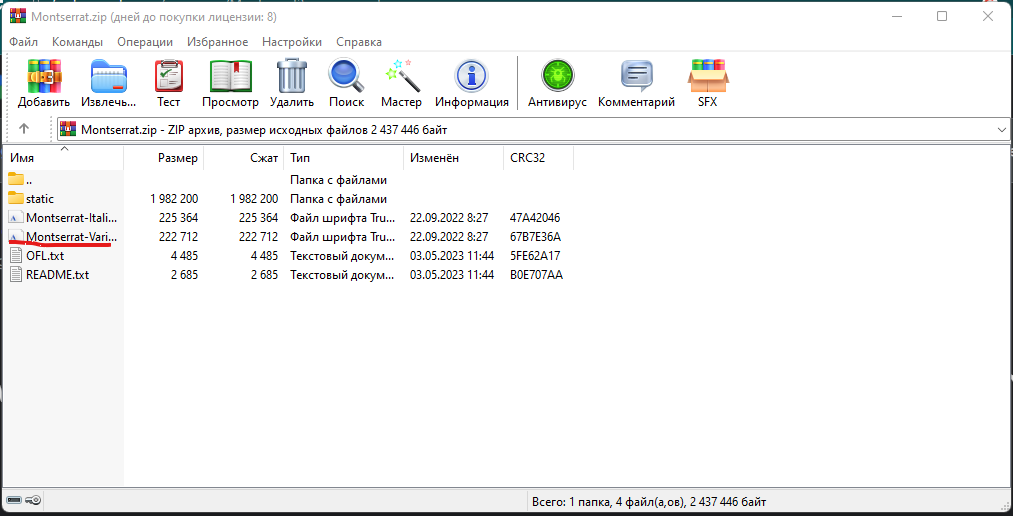 Montserrat.zip (дней до покупки лицензии: 8)
Файл Команды Операции Избранное Настройки Справка
Добавить Извлечь... Тест Просмотр Удалить Поиск Мастер Информация Антивирус Комментарий SFX
Montserrat.zip - ZIP архив, размер исходных файлов 2 437 446 байт
Имя Размер Сжат Тип Изменён CRC32
.. Папка с файлами
static 1 982 200 1 982 200 Папка с файлами
Montserrat-Itali... 225 364 225 364 Файл шрифта Tru... 22.09.2022 8:27 47A42046
Montserrat-Vari... 222 712 222 712 Файл шрифта Tru... 22.09.2022 8:27 67B7E36A
OFL.txt 4 485 4 485 Текстовый докум... 03.05.2023 11:44 5FE62A17
README.txt 2 685 2 685 Текстовый докум... 03.05.2023 11:44 B0E707AA
Всего: 1 папка, 4 файл(а,ов), 2 437 446 байт